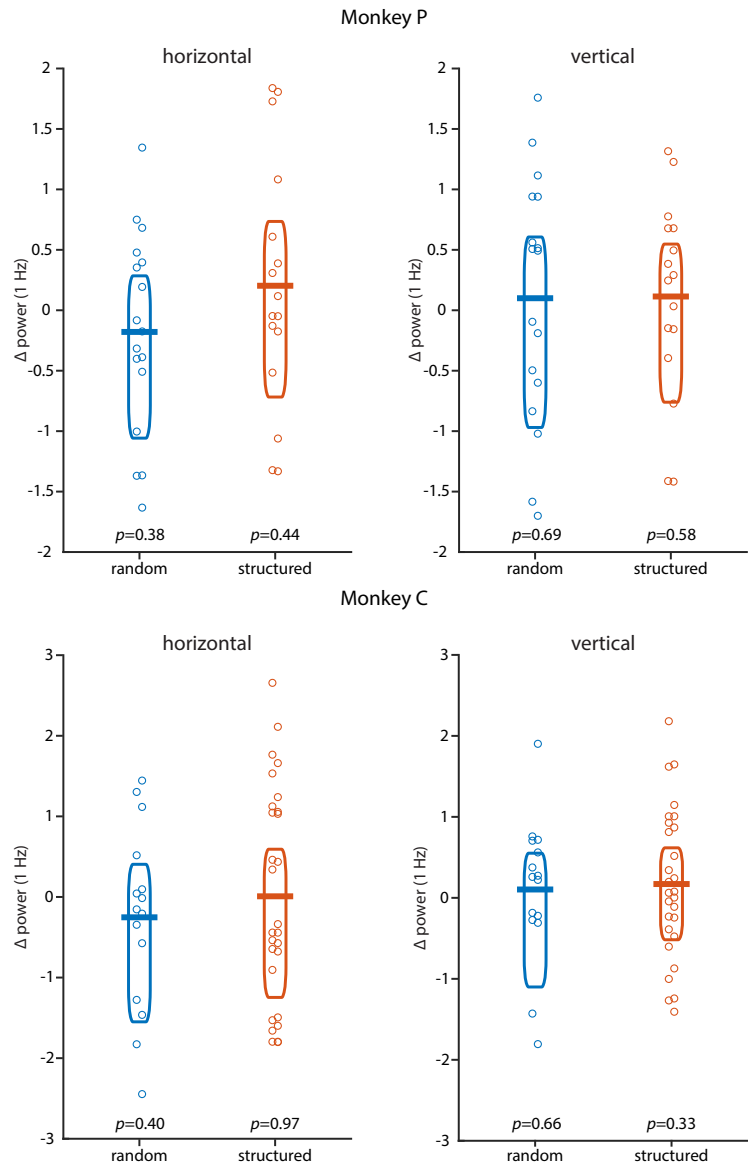 Monkey P
horizontal
vertical
2
1.5
1
0.5
0
-0.5
-1
-1.5
-2
Δ power (1 Hz)
p=0.38
p=0.44
random
structured
2
1.5
1
0.5
0
-0.5
-1
-1.5
-2
Δ power (1 Hz)
p=0.69
p=0.58
random
structured
Monkey C
horizontal
vertical
3
2
1
0
-1
-2
-3
Δ power (1 Hz)
p=0.40
p=0.97
random
structured
3
2
1
0
-1
-2
-3
Δ power (1 Hz)
p=0.66
p=0.33
random
structured